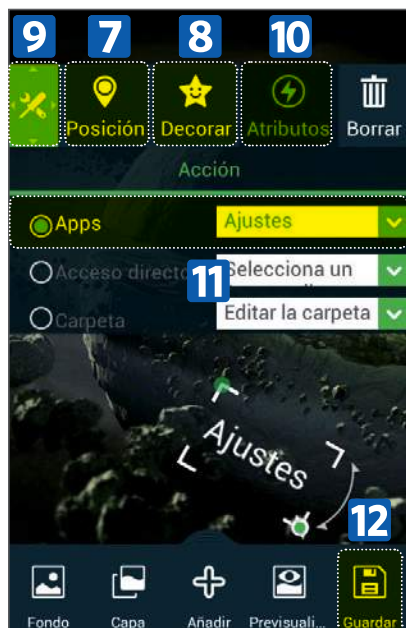 9 7 8 10
Posición Decorar Atributos Borrar
Acción
Apps Ajustes
Acceso directo Selecciona un
11
Carpeta Editar la carpeta
Ajustes
12
Fondo Capa Añadir Previsuali... Guardar